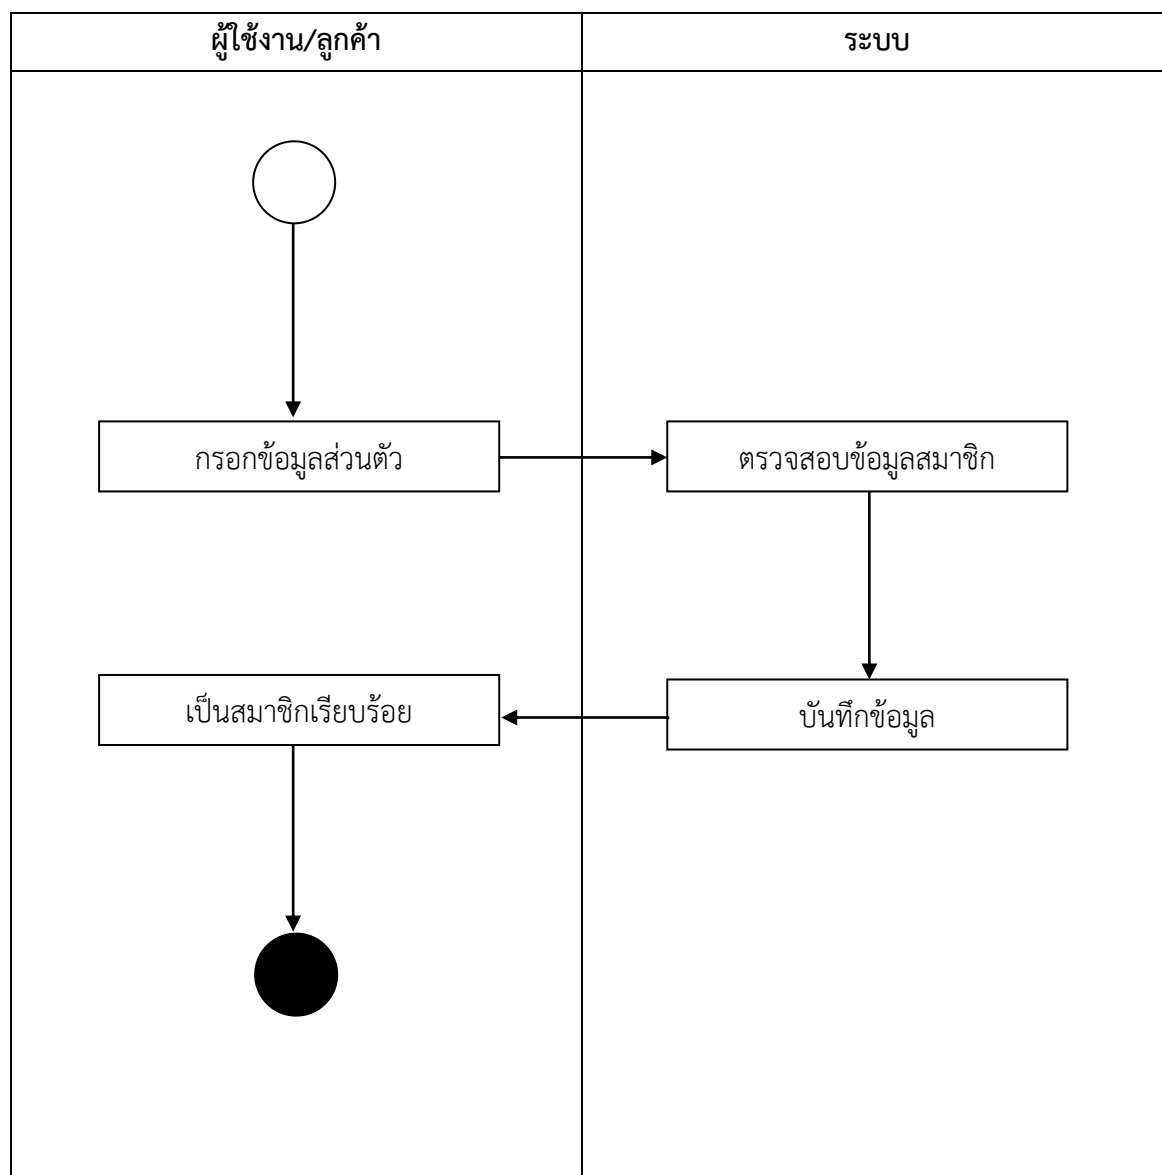 ผู้ใช้งาน/ลูกค้า
ระบบ
กรอกข้อมูลส่วนตัว
ตรวจสอบข้อมูลสมาชิก
เป็นสมาชิกเรียบร้อย
บันทึกข้อมูล